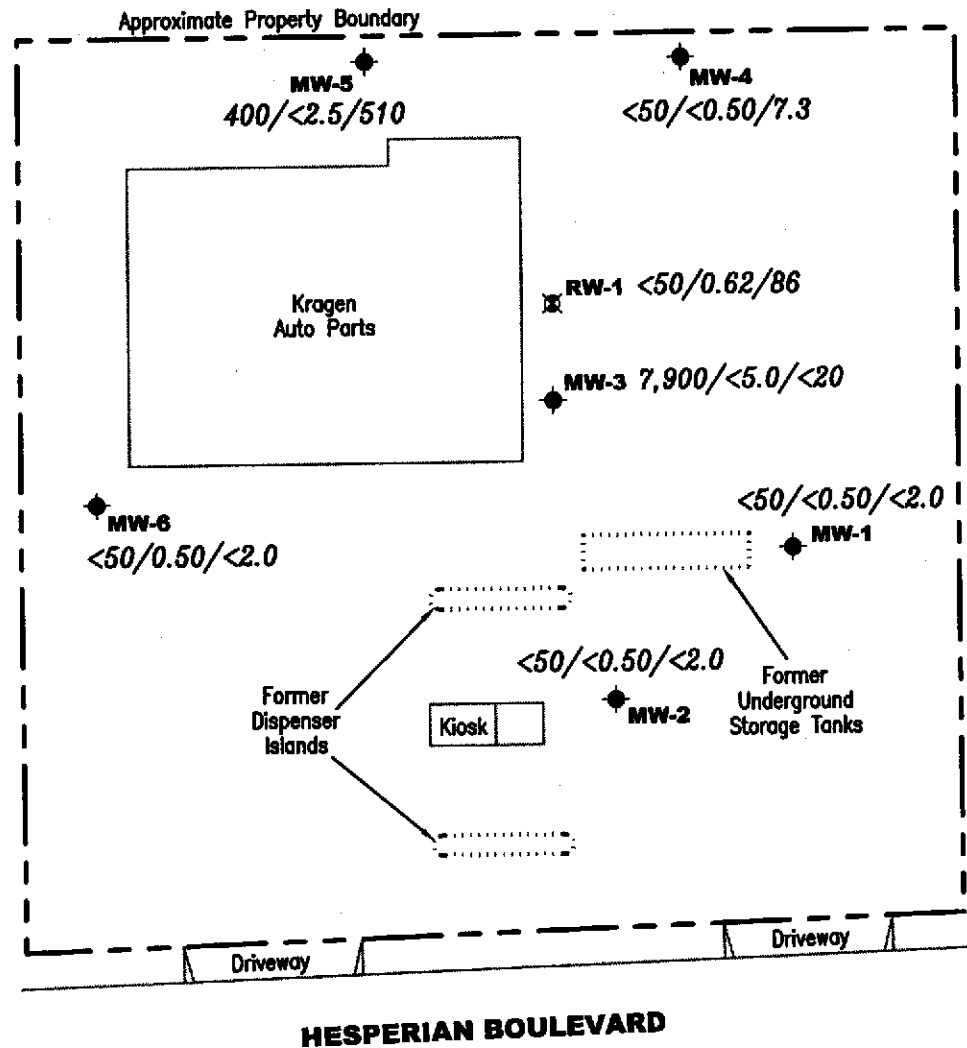 Approximate Property Boundary
MW-5
400/<2.5/510
MW-4
<50/<0.50/7.3
Kragen
Auto Parts
RW-1 <50/0.62/86
MW-3 7,900/<5.0/<20
MW-6
<50/0.50/<2.0
<50/<0.50/<2.0
MW-1
<50/<0.50/<2.0
MW-2
Former
Dispenser
Islands
Kiosk
Former
Underground
Storage Tanks
Driveway
Driveway
HESPERIAN BOULEVARD